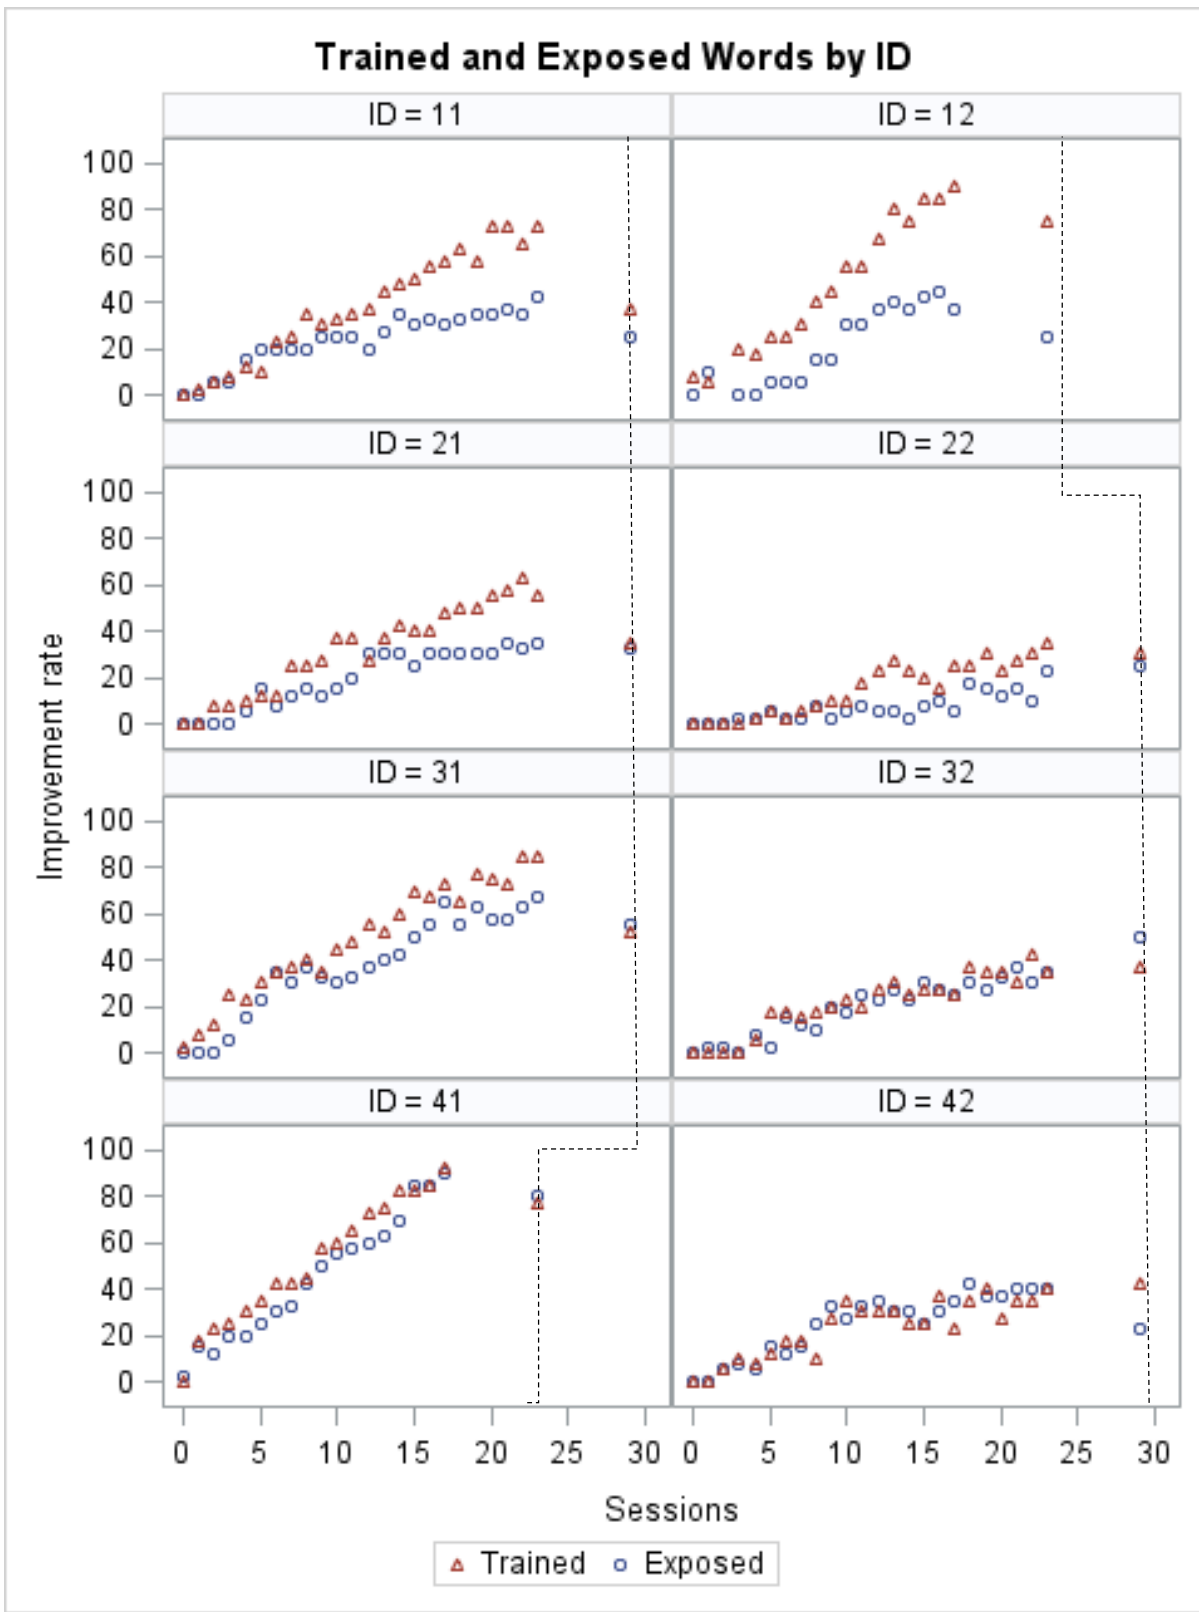 Trained and Exposed Words by ID
ID = 11
ID = 12
100
80
60
40
20
0
ID = 21
ID = 22
100
80
60
40
20
0
ID = 31
ID = 32
100
80
60
40
20
0
ID = 41
ID = 42
100
80
60
40
20
0
Improvement rate
0 5 10 15 20 25 30 0 5 10 15 20 25 30
Sessions
Trained Exposed